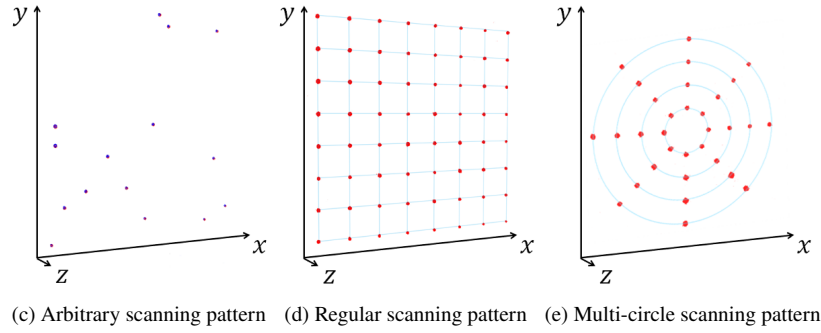 y y y
x x x
z z z
(c) Arbitrary scanning pattern (d) Regular scanning pattern (e) Multi-circle scanning pattern